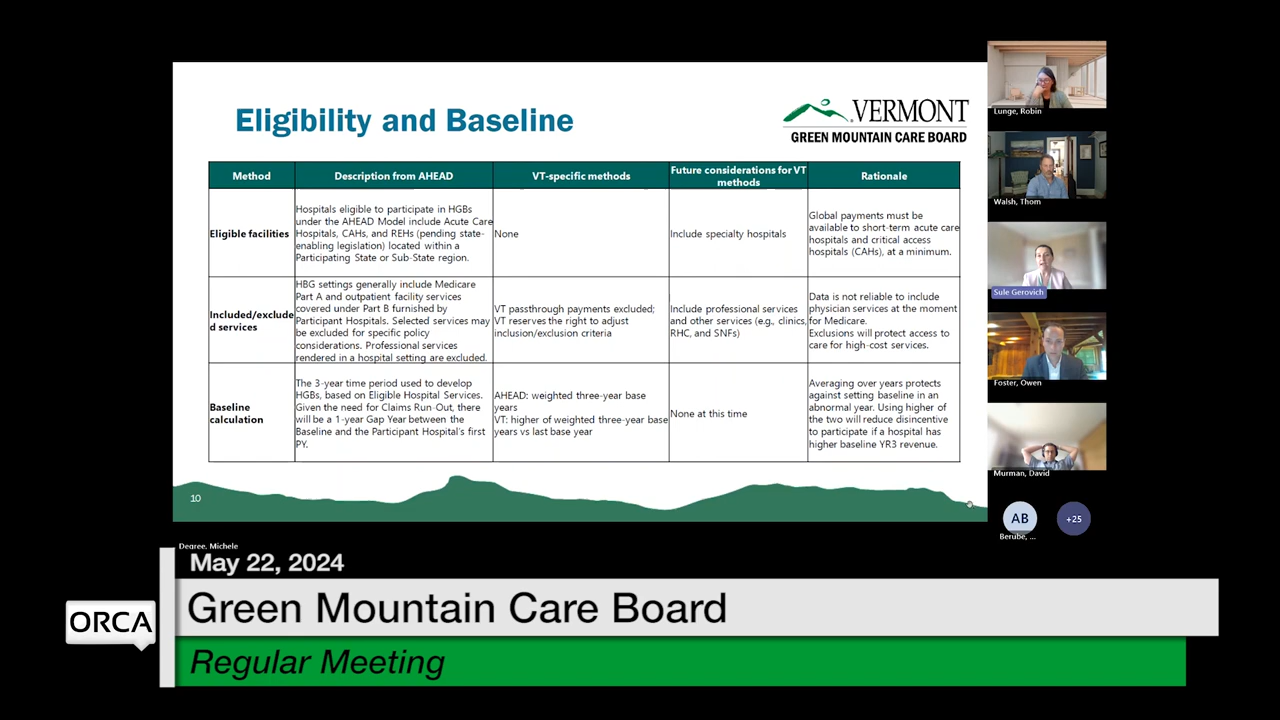 Eligibility and Baseline
VERMONT
GREEN MOUNTAIN CARE BOARD
Method
Description from AHEAD
VT-specific methods
Future considerations for VT
methods
Rationale
Eligible facilities
Hospitals eligible to participate in HGBs
under the AHEAD Model include Acute Care
Hospitals, CAHs, and REHs (pending state-
enabling legislation) located within a
Participating State or Sub-State region.
None
Include specialty hospitals
Global payments must be
available to short-term acute care
hospitals and critical access
hospitals (CAHs), at a minimum.
Included/exclude
d services
HBG settings generally include Medicare
Part A and outpatient facility services
covered under Part B furnished by
Participant Hospitals. Selected services may
be excluded for specific policy
considerations. Professional services
rendered in a hospital setting are excluded.
VT passthrough payments excluded;
VT reserves the right to adjust
inclusion/exclusion criteria
Include professional services
and other services (e.g., clinics,
RHC, and SNFs)
Data is not reliable to include
physician services at the moment
for Medicare.
Exclusions will protect access to
care for high-cost services.
Baseline
calculation
The 3-year time period used to develop
HGBs, based on Eligible Hospital Services.
Given the need for Claims Run-Out, there
will be a 1-year Gap Year between the
Baseline and the Participant Hospital's first
PY.
AHEAD: weighted three-year base
years
VT: higher of weighted three-year base
years vs last base year
None at this time
Averaging over years protects
against setting baseline in an
abnormal year. Using higher of
the two will reduce disincentive
to participate if a hospital has
higher baseline YR3 revenue.
10
Lunge, Robin
Walsh, Thom
Sule Gerovich
Foster, Owen
Murman, David
AB
+25
Berube, ...
Degree, Michele
May 22, 2024
ORCA
Green Mountain Care Board
Regular Meeting